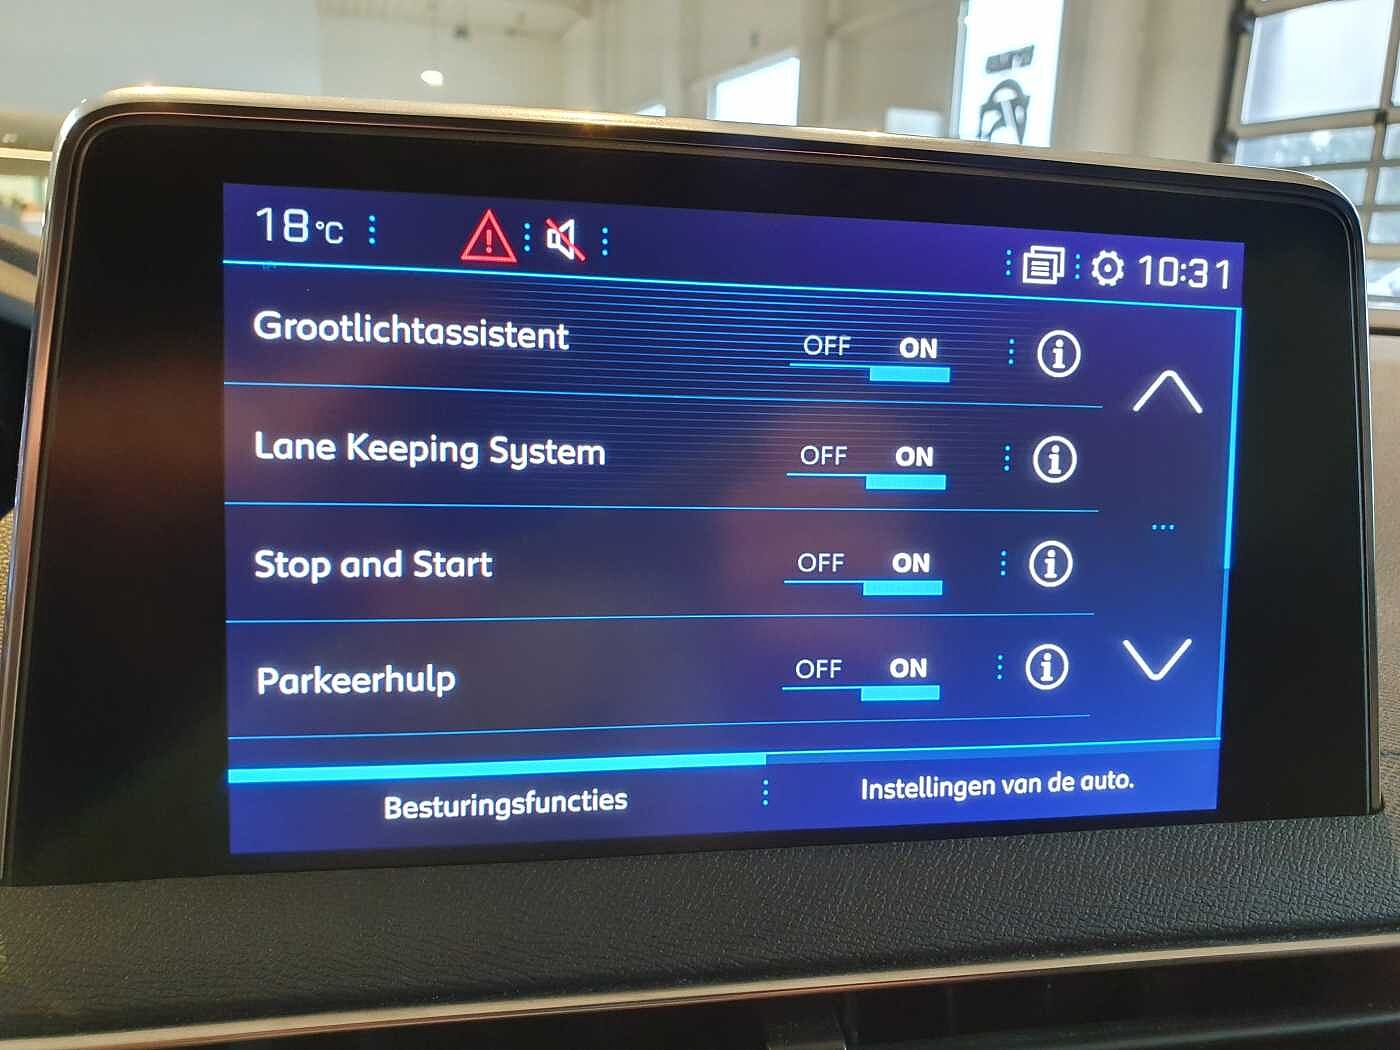 18°C
10:31
Grootlichtassistent OFF ON
Lane Keeping System OFF ON
Stop and Start OFF ON
Parkeerhulp OFF ON
Besturingsfuncties
Instellingen van de auto.